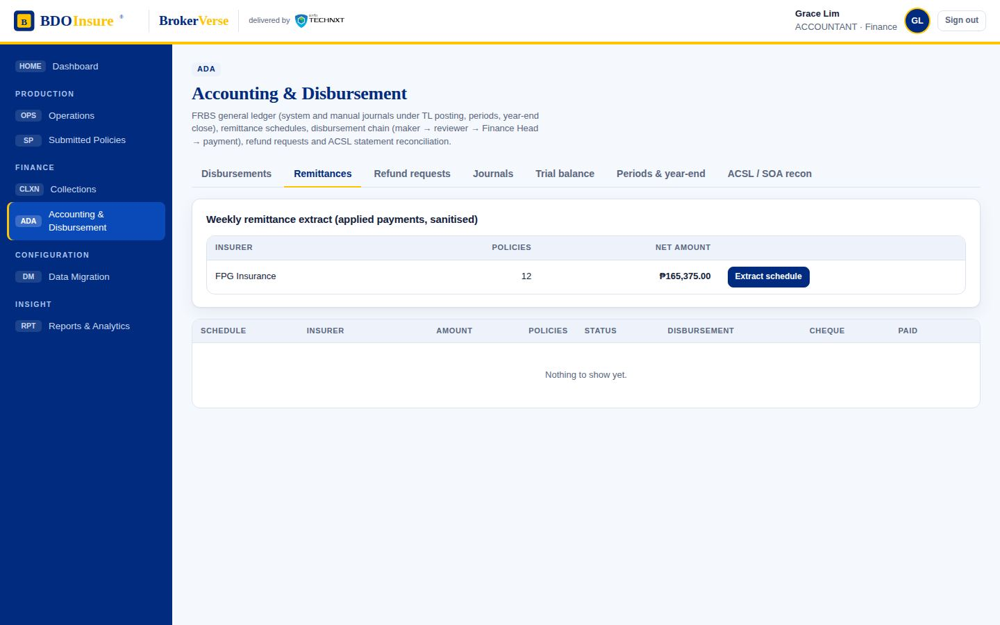 B BDO Insure ®
BrokerVerse
delivered by
TECHNXT
Grace Lim
ACCOUNTANT · Finance
GL
Sign out
HOME Dashboard
PRODUCTION
OPS Operations
SP Submitted Policies
FINANCE
CLXN Collections
ADA Accounting &
Disbursement
CONFIGURATION
DM Data Migration
INSIGHT
RPT Reports & Analytics
ADA
Accounting & Disbursement
FRBS general ledger (system and manual journals under TL posting, periods, year-end
close), remittance schedules, disbursement chain (maker → reviewer → Finance Head
→ payment), refund requests and ACSL statement reconciliation.
Disbursements Remittances Refund requests Journals Trial balance Periods & year-end ACSL / SOA recon
Weekly remittance extract (applied payments, sanitised)
INSURER POLICIES NET AMOUNT
FPG Insurance 12 ₱165,375.00 Extract schedule
SCHEDULE INSURER AMOUNT POLICIES STATUS DISBURSEMENT CHEQUE PAID
Nothing to show yet.